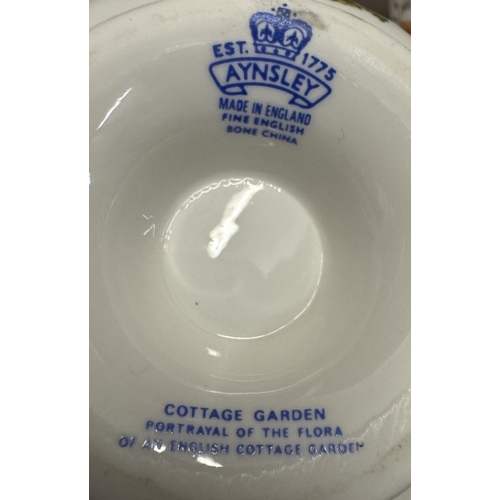 ENGLAND
EST. 1775
AYNSLEY
MADE IN ENGLAND
FINE ENGLISH
BONE CHINA
COTTAGE GARDEN
PORTRAYAL OF THE FLORA
OF AN ENGLISH COTTAGE GARDEN